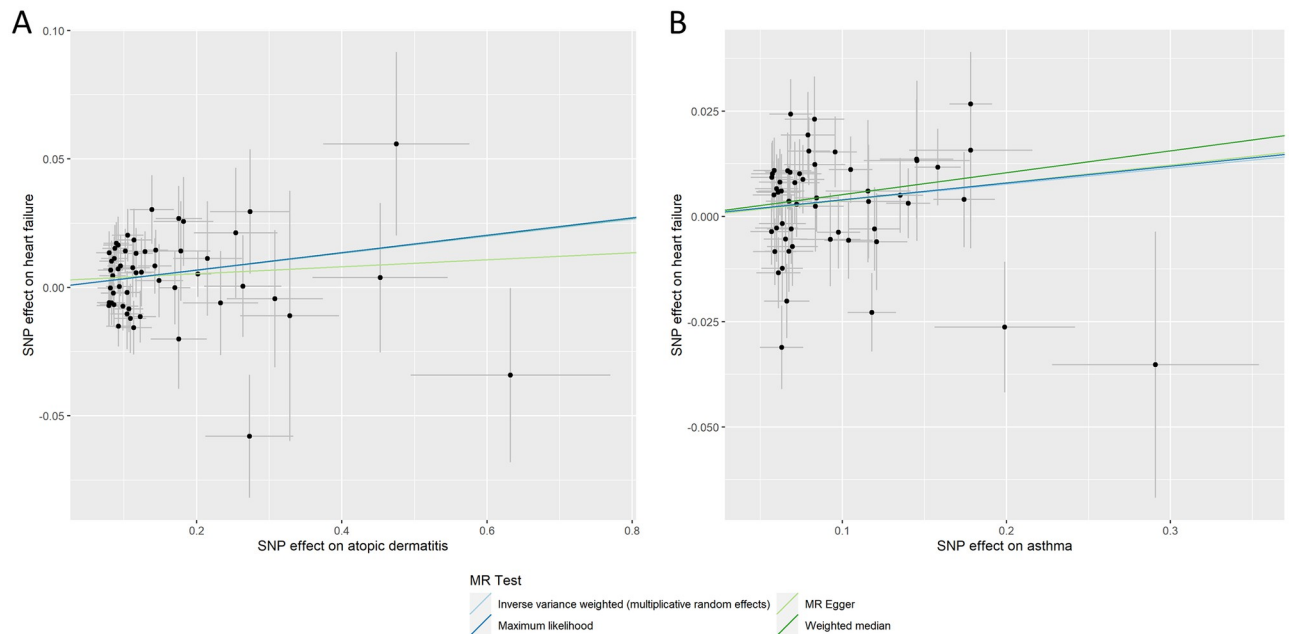 A
B
0.10
0.05
0.00
-0.05
SNP effect on heart failure
0.2
0.4
0.6
0.8
SNP effect on atopic dermatitis
0.025
0.000
-0.025
-0.050
SNP effect on heart failure
0.1
0.2
0.3
SNP effect on asthma
MR Test
Inverse variance weighted (multiplicative random effects)
MR Egger
Maximum likelihood
Weighted median